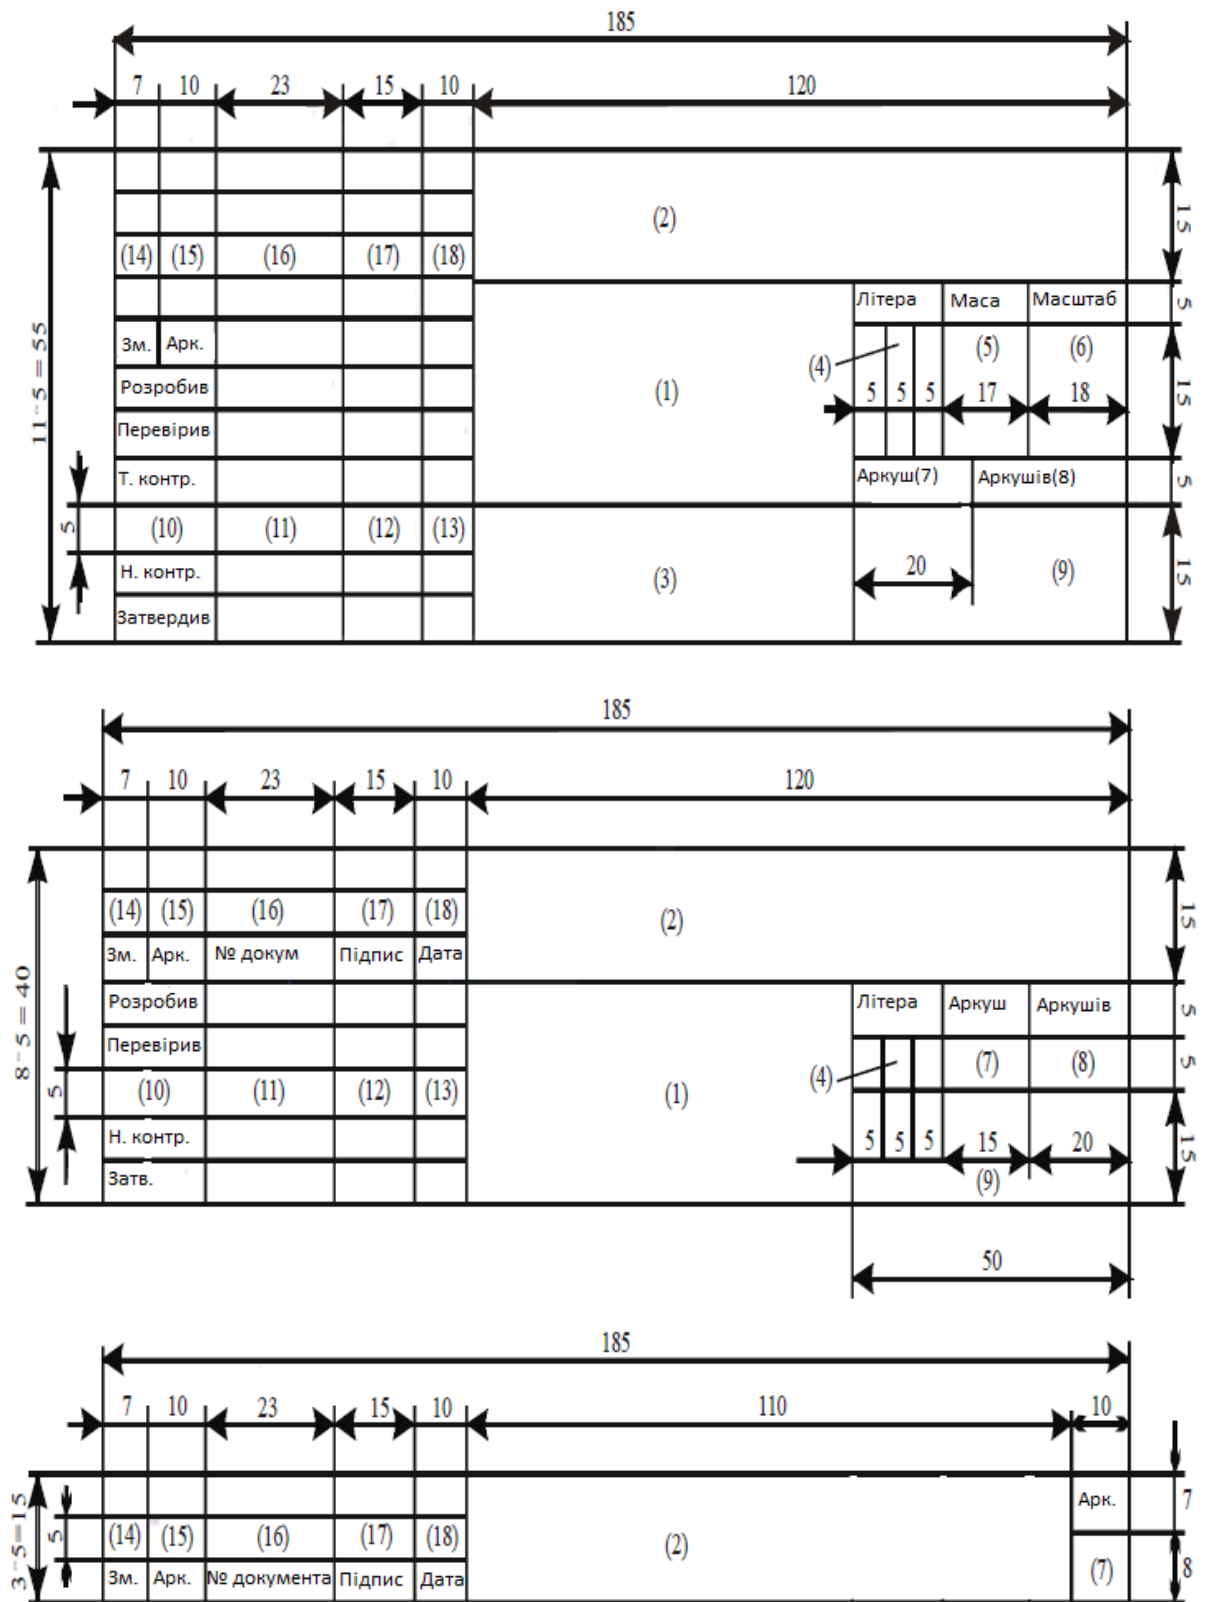 185
7 10 23 15 10 120
(2)
15
(14) (15) (16) (17) (18)
Літера Маса Масштаб
5
Зм. Арк.
(4) (5) (6)
11 5 = 55
Розробив
(1)
5 5 5 17 18
15
Перевірив
Т. контр.
Аркуш(7) Аркушів(8)
5
5
(10) (11) (12) (13)
Н. контр.
(3)
20
(9)
15
Затвердив
185
7 10 23 15 10 120
(14) (15) (16) (17) (18)
(2)
15
Зм. Арк. № докум Підпис Дата
8 5 = 40
Розробив
Літера Аркуш Аркушів
5
Перевірив
(4)
(7) (8)
5
5
(10) (11) (12) (13)
(1)
Н. контр.
5 5 5 15 20
15
Затв.
(9)
50
185
7 10 23 15 10 110 10
Арк.
7
3 5=15
5
(14) (15) (16) (17) (18)
(2)
Зм. Арк. № документа Підпис Дата
(7)
8